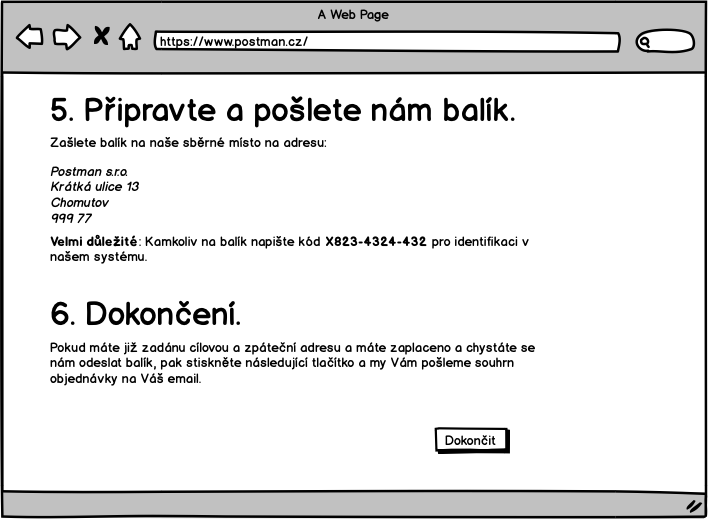 A Web Page
https://www.postman.cz/
5. Připravte a pošlete nám balík.
Zašlete balík na naše sběrné místo na adresu:
Postman s.r.o.
Krátká ulice 13
Chomutov
999 77
Velmi důležité: Kamkoliv na balík napište kód X823-4324-432 pro identifikaci v
našem systému.
6. Dokončení.
Pokud máte již zadánu cílovou a zpáteční adresu a máte zaplaceno a chystáte se
nám odeslat balík, pak stiskněte následující tlačítko a my Vám pošleme souhrn
objednávky na Váš email.
Dokončit